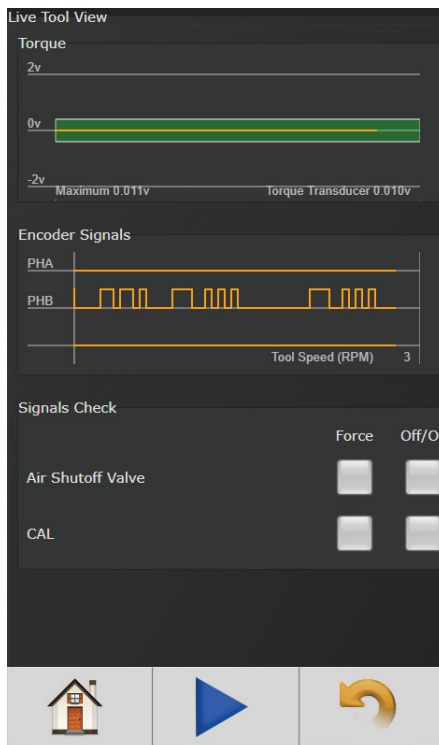 Live Tool View
Torque
2v
0v
-2v
Maximum 0.011v Torque Transducer 0.010v
Encoder Signals
PHA
PHB
Tool Speed (RPM) 3
Signals Check
Force Off/O
Air Shutoff Valve
CAL